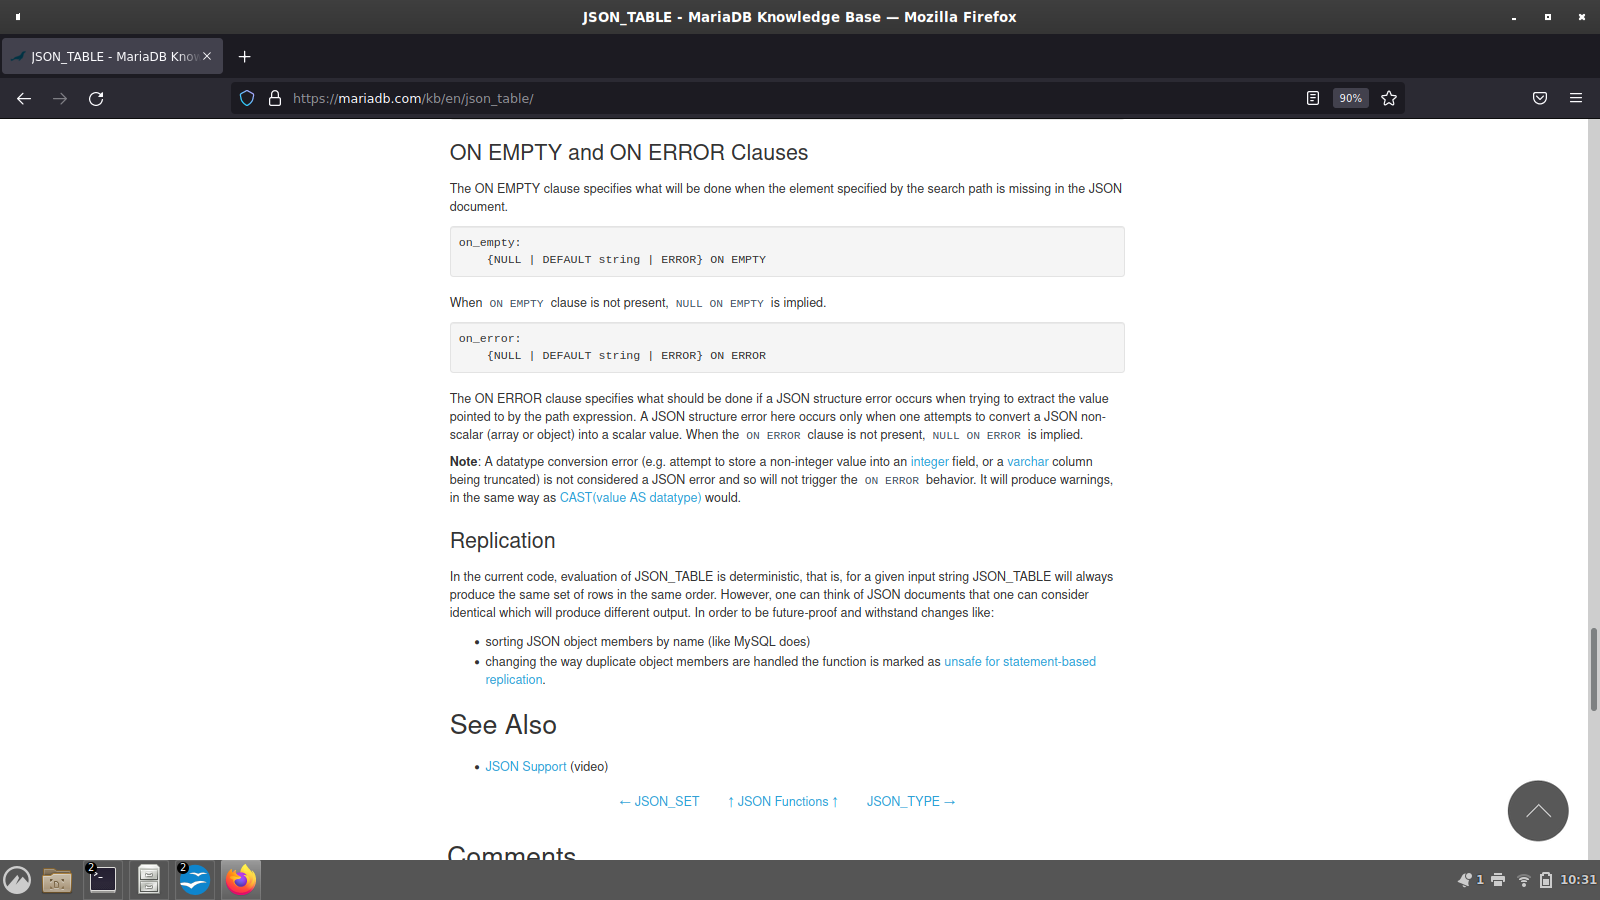 JSON_TABLE - MariaDB Knowledge Base — Mozilla Firefox
JSON_TABLE - MariaDB Know
https://mariadb.com/kb/en/json_table/
90%
ON EMPTY and ON ERROR Clauses
The ON EMPTY clause specifies what will be done when the element specified by the search path is missing in the JSON
document.
on_empty:
{NULL | DEFAULT string | ERROR} ON EMPTY
When ON EMPTY clause is not present, NULL ON EMPTY is implied.
on_error:
{NULL | DEFAULT string | ERROR} ON ERROR
The ON ERROR clause specifies what should be done if a JSON structure error occurs when trying to extract the value
pointed to by the path expression. A JSON structure error here occurs only when one attempts to convert a JSON non-
scalar (array or object) into a scalar value. When the ON ERROR clause is not present, NULL ON ERROR is implied.
Note: A datatype conversion error (e.g. attempt to store a non-integer value into an integer field, or a varchar column
being truncated) is not considered a JSON error and so will not trigger the ON ERROR behavior. It will produce warnings,
in the same way as CAST(value AS datatype) would.
Replication
In the current code, evaluation of JSON_TABLE is deterministic, that is, for a given input string JSON_TABLE will always
produce the same set of rows in the same order. However, one can think of JSON documents that one can consider
identical which will produce different output. In order to be future-proof and withstand changes like:
• sorting JSON object members by name (like MySQL does)
• changing the way duplicate object members are handled the function is marked as unsafe for statement-based
replication.
See Also
• JSON Support (video)
← JSON_SET ↑ JSON Functions ↑ JSON_TYPE →
Comments
2
2
1
10:31